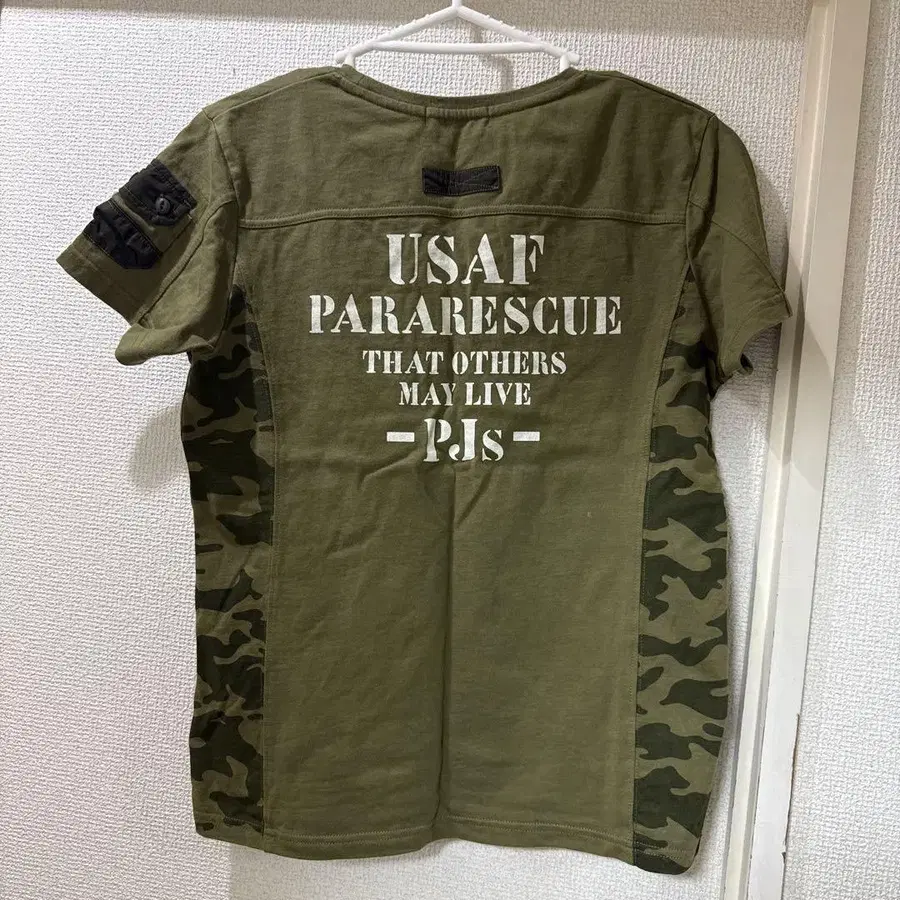 USAF
PARARESCUE
THAT OTHERS
MAY LIVE
-PJs-